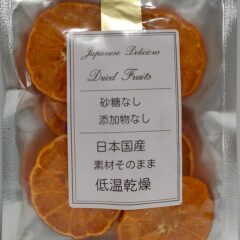 Japanese Delicious
Dried Fruits
砂糖なし
添加物なし
日本国産
素材そのまま
低温乾燥